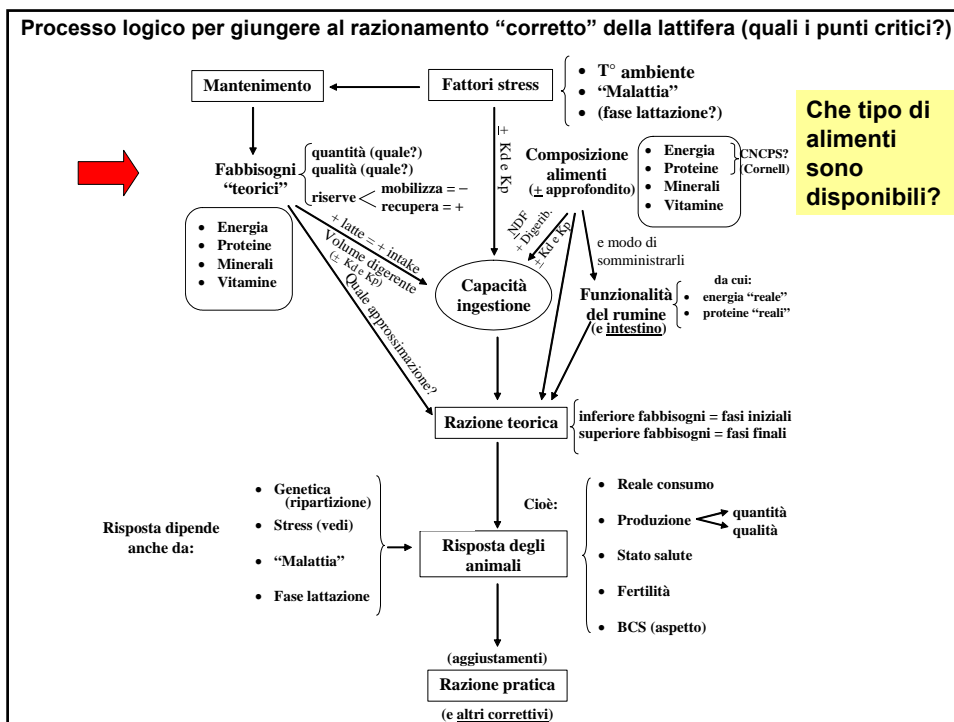 Processo logico per giungere al razionamento “corretto” della lattifera (quali i punti critici?)
Mantenimento
Fattori stress
• T° ambiente
• “Malattia”
• (fase lattazione?)
Che tipo di
alimenti
sono
disponibili?
Fabbisogni
“teorici”
quantità (quale?)
qualità (quale?)
riserve
mobilizza = –
recupera = +
• Energia
• Proteine
• Minerali
• Vitamine
+ Kd e Kp
Composizione
alimenti
(+ approfondito)
• Energia
• Proteine
• Minerali
• Vitamine
CNCPS?
(Cornell)
+ latte = + intake
Volume digerente
(+ Kd e Kp)
Quale approssimazione?
NDF
+ Digerib.
+ Kd e Kp
e modo di
somministrarli
Capacità
ingestione
Funzionalità
del rumine
(e intestino)
da cui:
• energia “reale”
• proteine “reali”
Razione teorica
inferiore fabbisogni = fasi iniziali
superiore fabbisogni = fasi finali
Risposta dipende
anche da:
• Genetica
(ripartizione)
• Stress (vedi)
• “Malattia”
• Fase lattazione
Cioè:
Risposta degli
animali
• Reale consumo
• Produzione
quantità
qualità
• Stato salute
• Fertilità
• BCS (aspetto)
(aggiustamenti)
Razione pratica
(e altri correttivi)